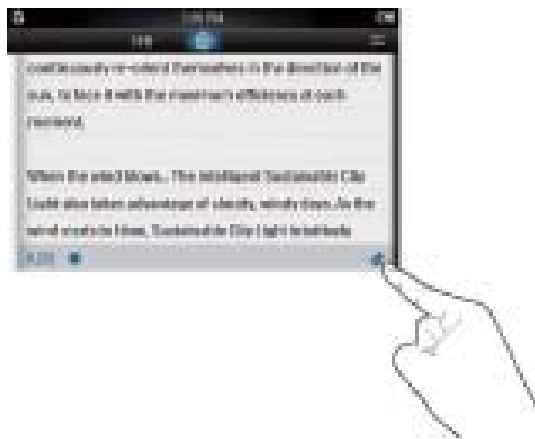 continuously re-orient themselves in the direction of the
sun, to face it with the maximum efficiency at each
moment.
When the wind blows.. The Intelligent Sustainable City
Light also takes advantage of cloudy, windy days. As the
wind starts to blow, Sustainable City Light